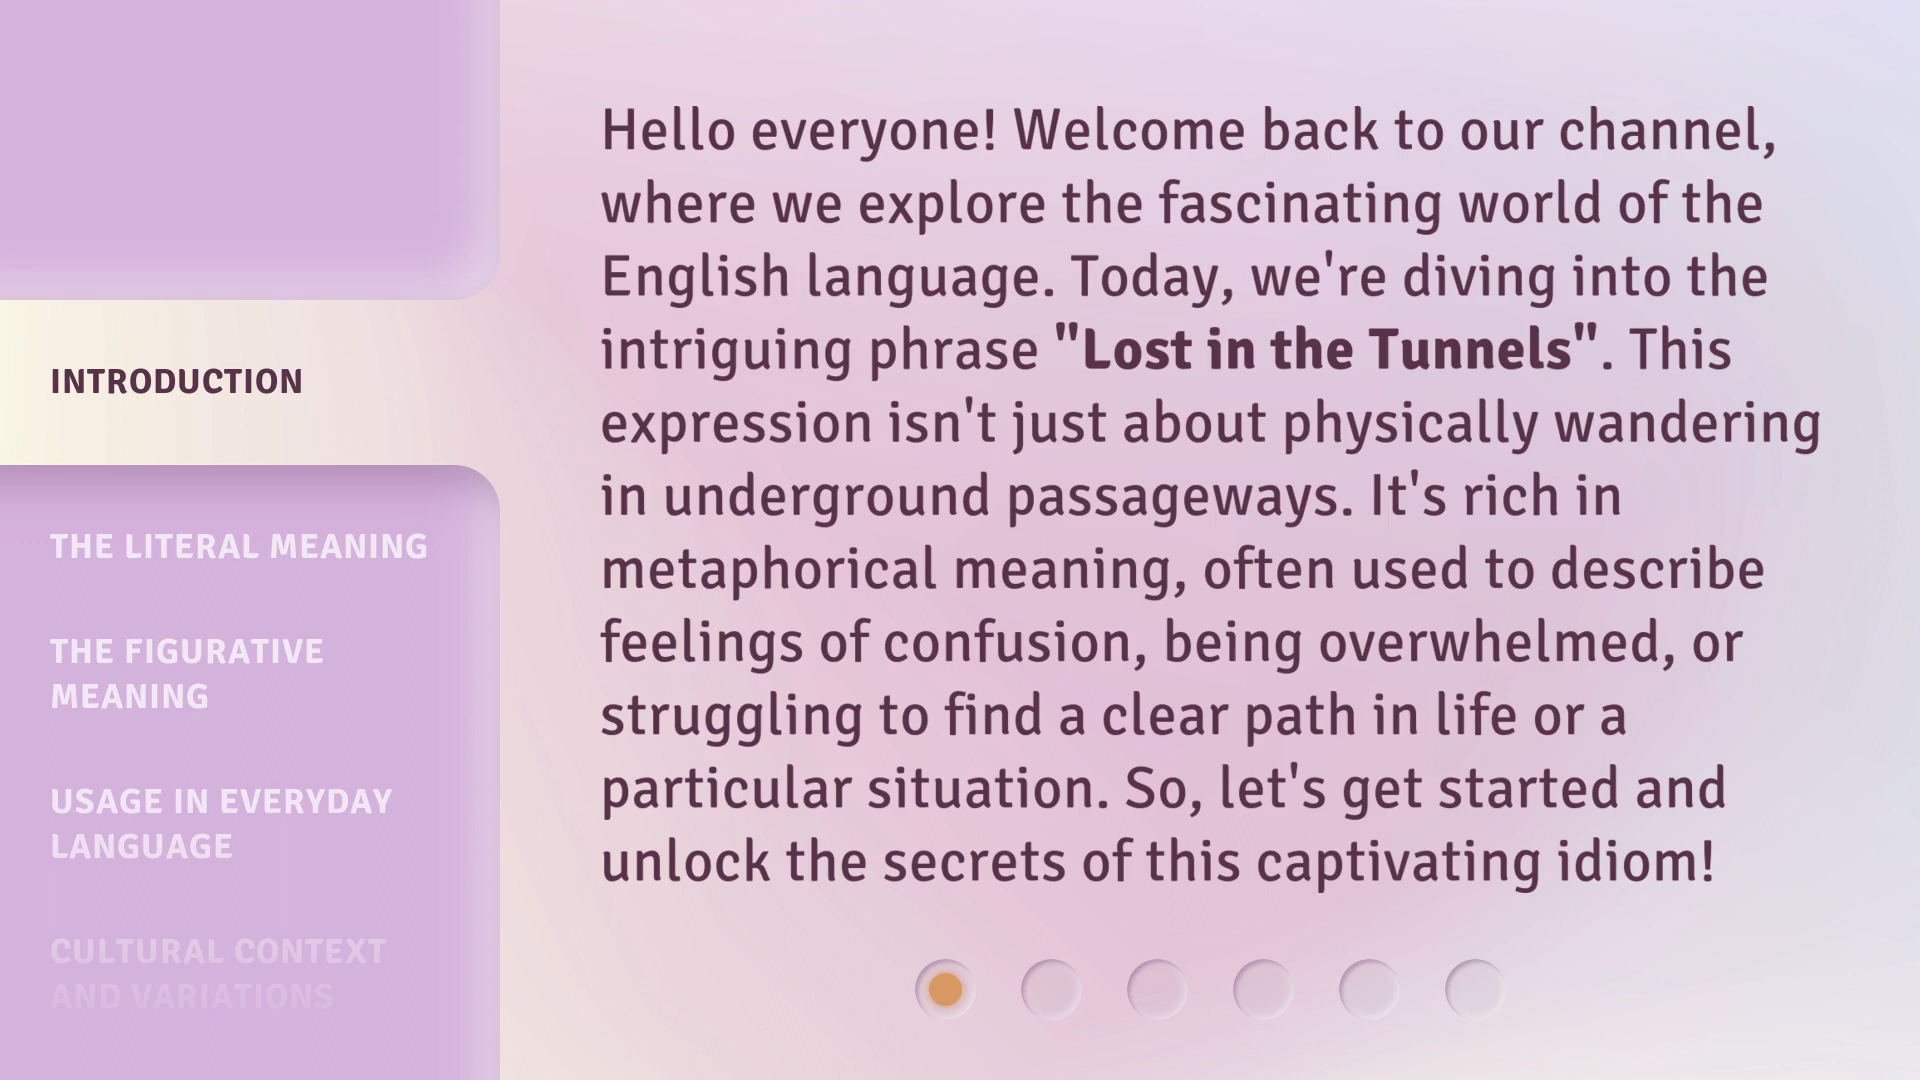 INTRODUCTION
THE LITERAL MEANING
THE FIGURATIVE
MEANING
USAGE IN EVERYDAY
LANGUAGE
CULTURAL CONTEXT
AND VARIATIONS
Hello everyone! Welcome back to our channel,
where we explore the fascinating world of the
English language. Today, we're diving into the
intriguing phrase "Lost in the Tunnels". This
expression isn't just about physically wandering
in underground passageways. It's rich in
metaphorical meaning, often used to describe
feelings of confusion, being overwhelmed, or
struggling to find a clear path in life or a
particular situation. So, let's get started and
unlock the secrets of this captivating idiom!